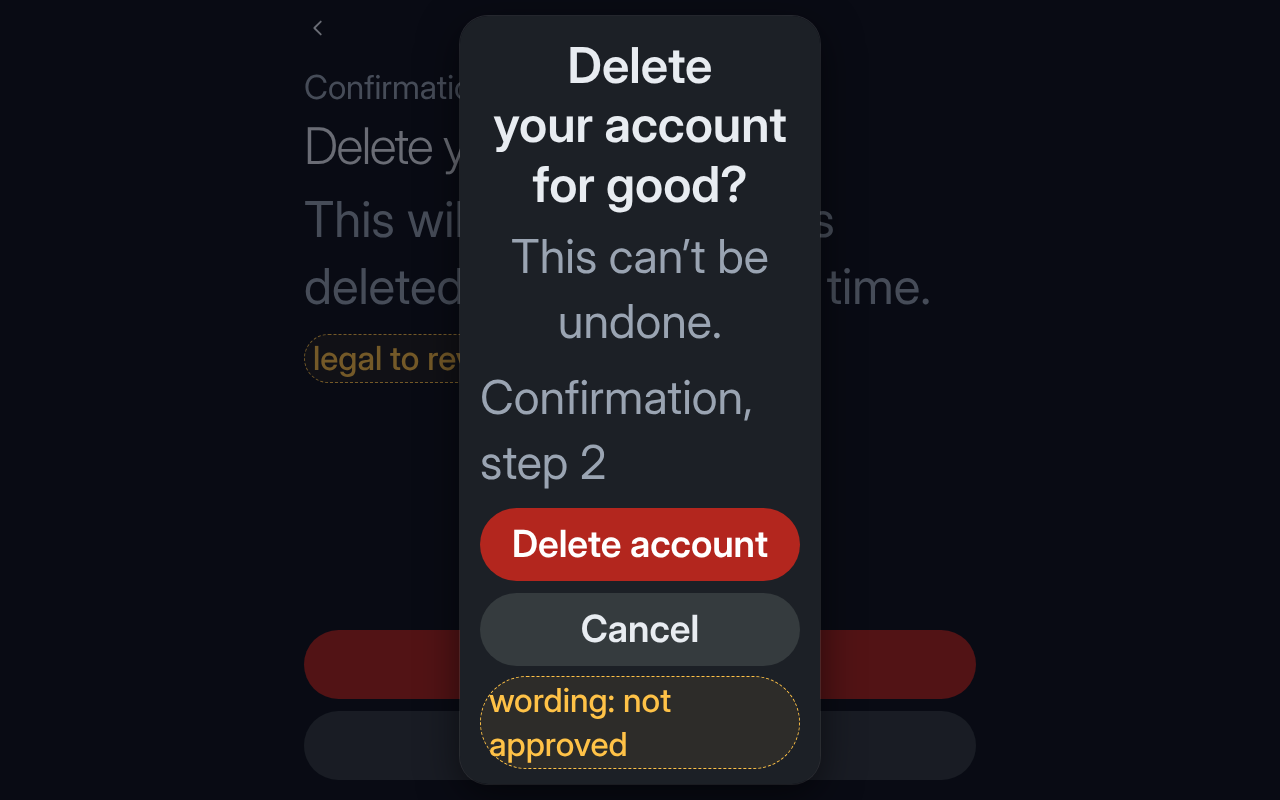 Confirmatio
Delete y
This wil s
deleted time.
legal to rev
Delete
your account
for good?
This can’t be
undone.
Confirmation,
step 2
Delete account
Cancel
wording: not
approved